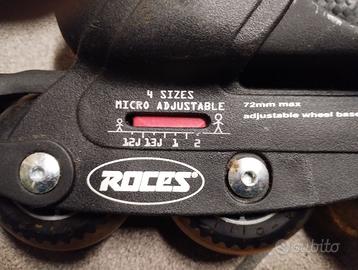 4 SIZES
MICRO ADJUSTABLE
72mm max
adjustable wheel base
12J 13J 1 2
ROCES
subito